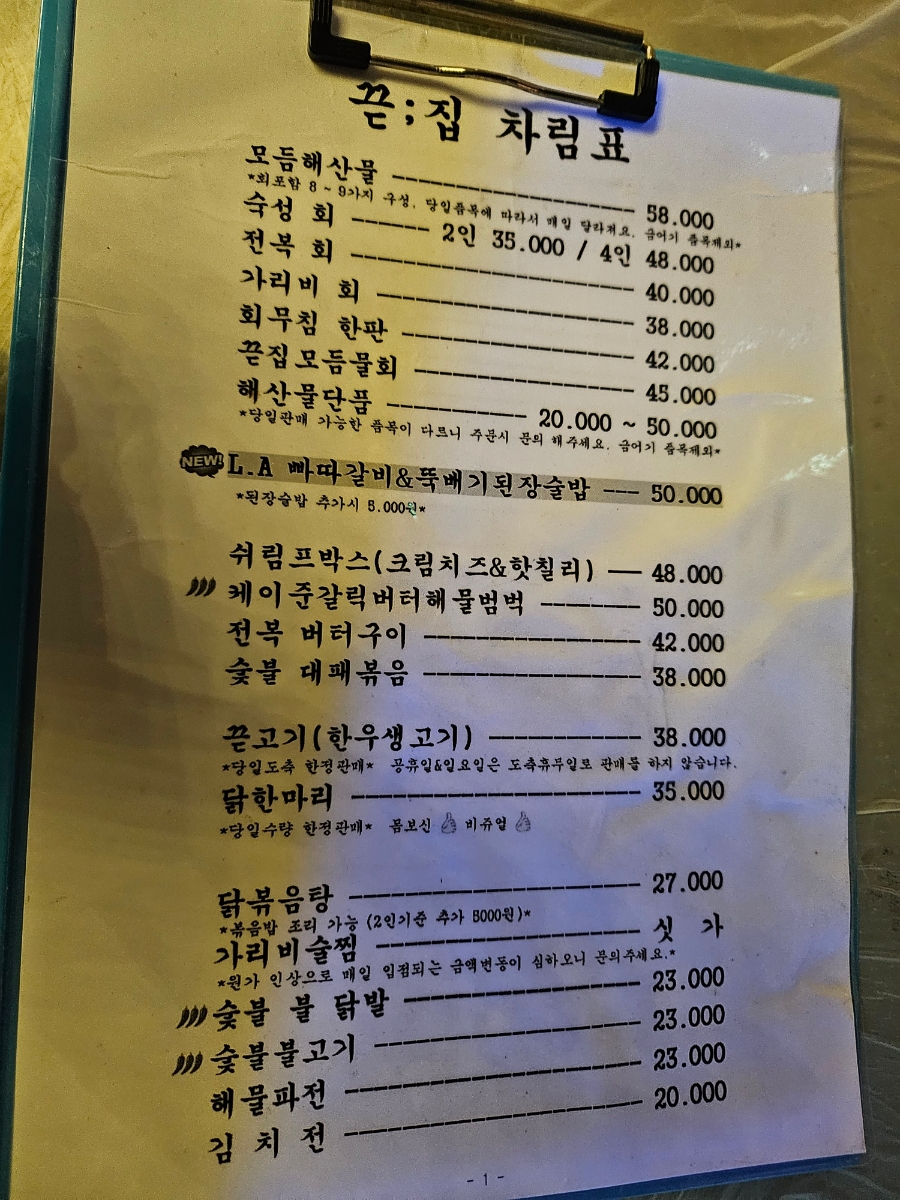 끝;집 차림표
모듬해산물 58.000
*회포함 8 ~ 9가지 구성. 당일품목에 따라서 매일 달라져요. 금어기 품목제외*
숙성 회 2인 35.000 / 4인 48.000
전복 회 40.000
가리비 회 38.000
회무침 한판 42.000
끝집모듬물회 45.000
해산물단품 20.000 ~ 50.000
*당일판매 가능한 품목이 다르니 주문시 문의 해주세요. 금어기 품목제외*
NEW! L.A 빠따갈비&뚝배기된장술밥 --- 50.000
*된장술밥 추가시 5.000원*
쉬림프박스(크림치즈&핫칠리) 48.000
케이준갈릭버터해물범벅 50.000
전복 버터구이 42.000
숯불 대패볶음 38.000
끝고기(한우생고기) 38.000
*당일도축 한정판매* 공휴일&일요일은 도축휴무일로 판매를 하지 않습니다.
닭한마리 35.000
*당일수량 한정판매* 몸보신 👍 비쥬얼 👍
닭볶음탕 27.000
*볶음밥 조리 가능 (2인기준 추가 8000원)*
가리비술찜 싯 가
*원가 인상으로 매일 입점되는 금액변동이 심하오니 문의주세요.*
숯불 불 닭발 23.000
숯불불고기 23.000
해물파전 23.000
김 치 전 20.000
- 1 -